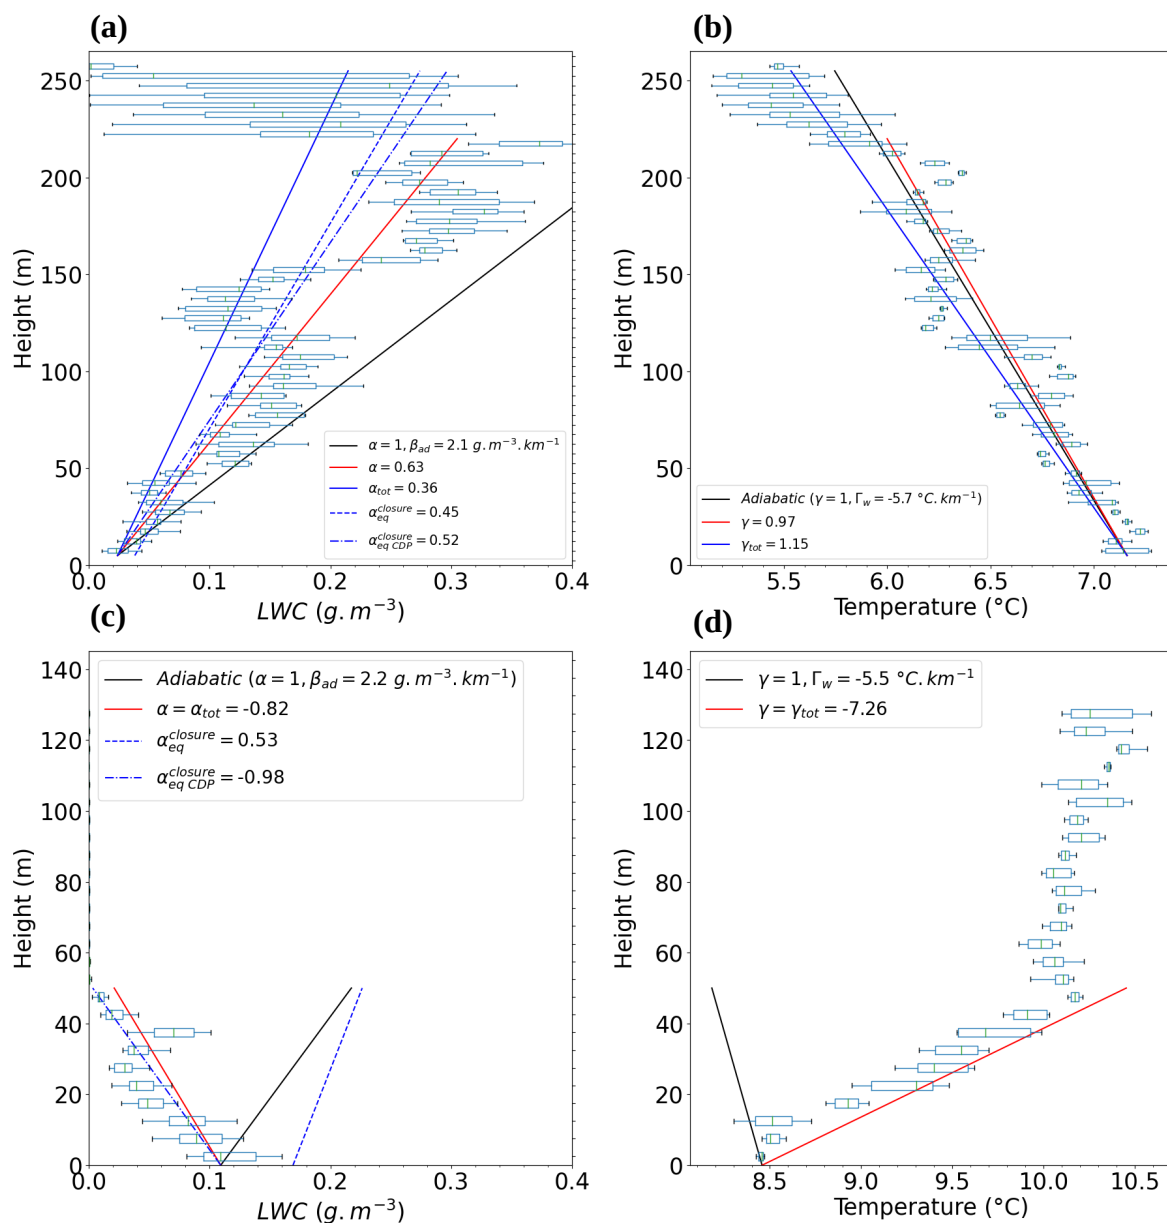 (a)
(b)
250
200
150
100
50
0
Height (m)
α = 1, β_ad = 2.1 g.m⁻³.km⁻¹
α = 0.63
α_tot = 0.36
α_eq^closure = 0.45
α_eq CDP^closure = 0.52
0.0 0.1 0.2 0.3 0.4
LWC (g.m⁻³)
250
200
150
100
50
0
Height (m)
Adiabatic (γ = 1, Γ_w = -5.7 °C.km⁻¹)
γ = 0.97
γ_tot = 1.15
5.5 6.0 6.5 7.0
Temperature (°C)
(c)
(d)
140
120
100
80
60
40
20
0
Height (m)
Adiabatic (α = 1, β_ad = 2.2 g.m⁻³.km⁻¹)
α = α_tot = -0.82
α_eq^closure = 0.53
α_eq CDP^closure = -0.98
0.0 0.1 0.2 0.3 0.4
LWC (g.m⁻³)
140
120
100
80
60
40
20
0
Height (m)
γ = 1, Γ_w = -5.5 °C.km⁻¹
γ = γ_tot = -7.26
8.5 9.0 9.5 10.0 10.5
Temperature (°C)